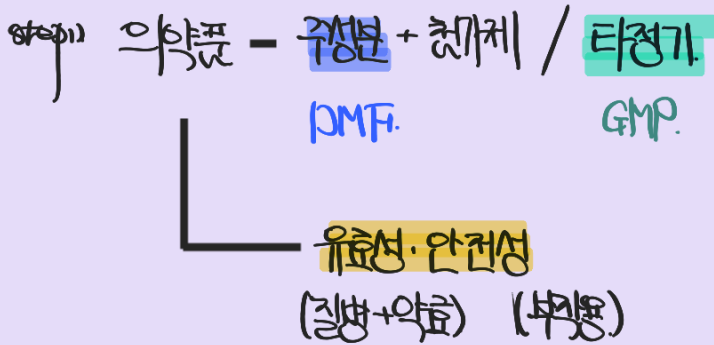 의약품 - 주성분 + 첨가제 / 타정기.
DMF. GMP.
유효성·안전성
(질병+약효) (부작용)